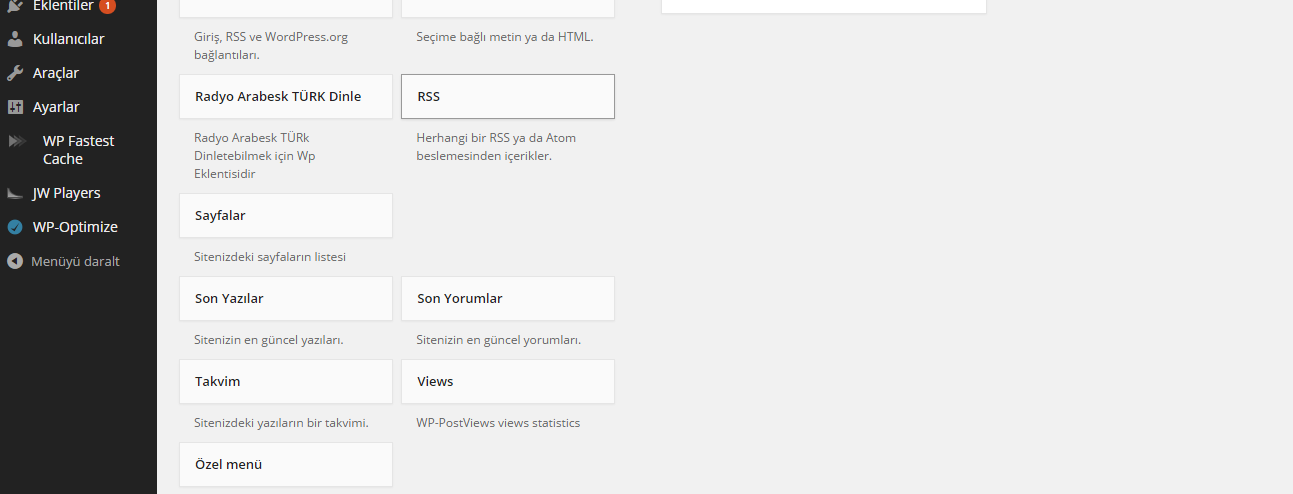 Eklentiler 1
Kullanıcılar
Araçlar
Ayarlar
WP Fastest
Cache
JW Players
WP-Optimize
Menüyü daralt
Giriş, RSS ve WordPress.org
bağlantıları.
Seçime bağlı metin ya da HTML.
Radyo Arabesk TÜRK Dinle
Radyo Arabesk TÜRk
Dinletebilmek için Wp
Eklentisidir
RSS
Herhangi bir RSS ya da Atom
beslemesinden içerikler.
Sayfalar
Sitenizdeki sayfaların listesi
Son Yazılar
Sitenizin en güncel yazıları.
Son Yorumlar
Sitenizin en güncel yorumları.
Takvim
Sitenizdeki yazıların bir takvimi.
Views
WP-PostViews views statistics
Özel menü